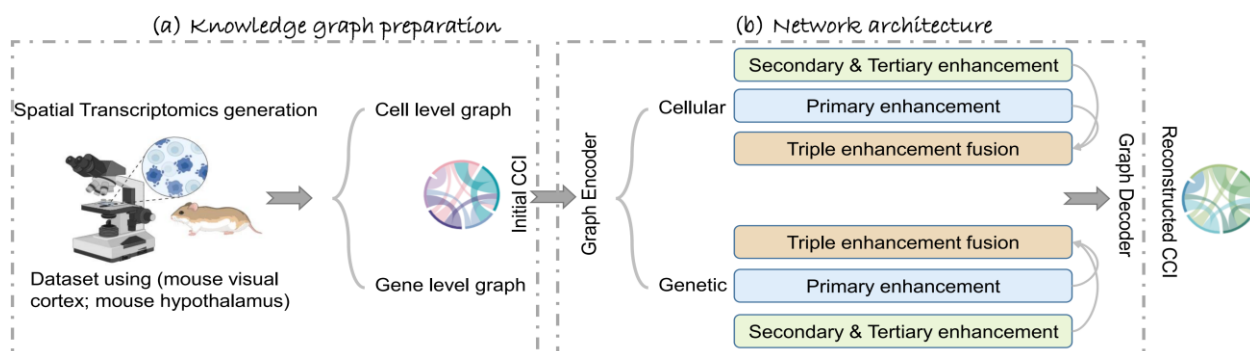 (a) Knowledge graph preparation
Spatial Transcriptomics generation
Dataset using (mouse visual
cortex; mouse hypothalamus)
Cell level graph
Gene level graph
Initial CCI
(b) Network architecture
Graph Encoder
Cellular
Secondary & Tertiary enhancement
Primary enhancement
Triple enhancement fusion
Genetic
Triple enhancement fusion
Primary enhancement
Secondary & Tertiary enhancement
Graph Decoder
Reconstructed CCI